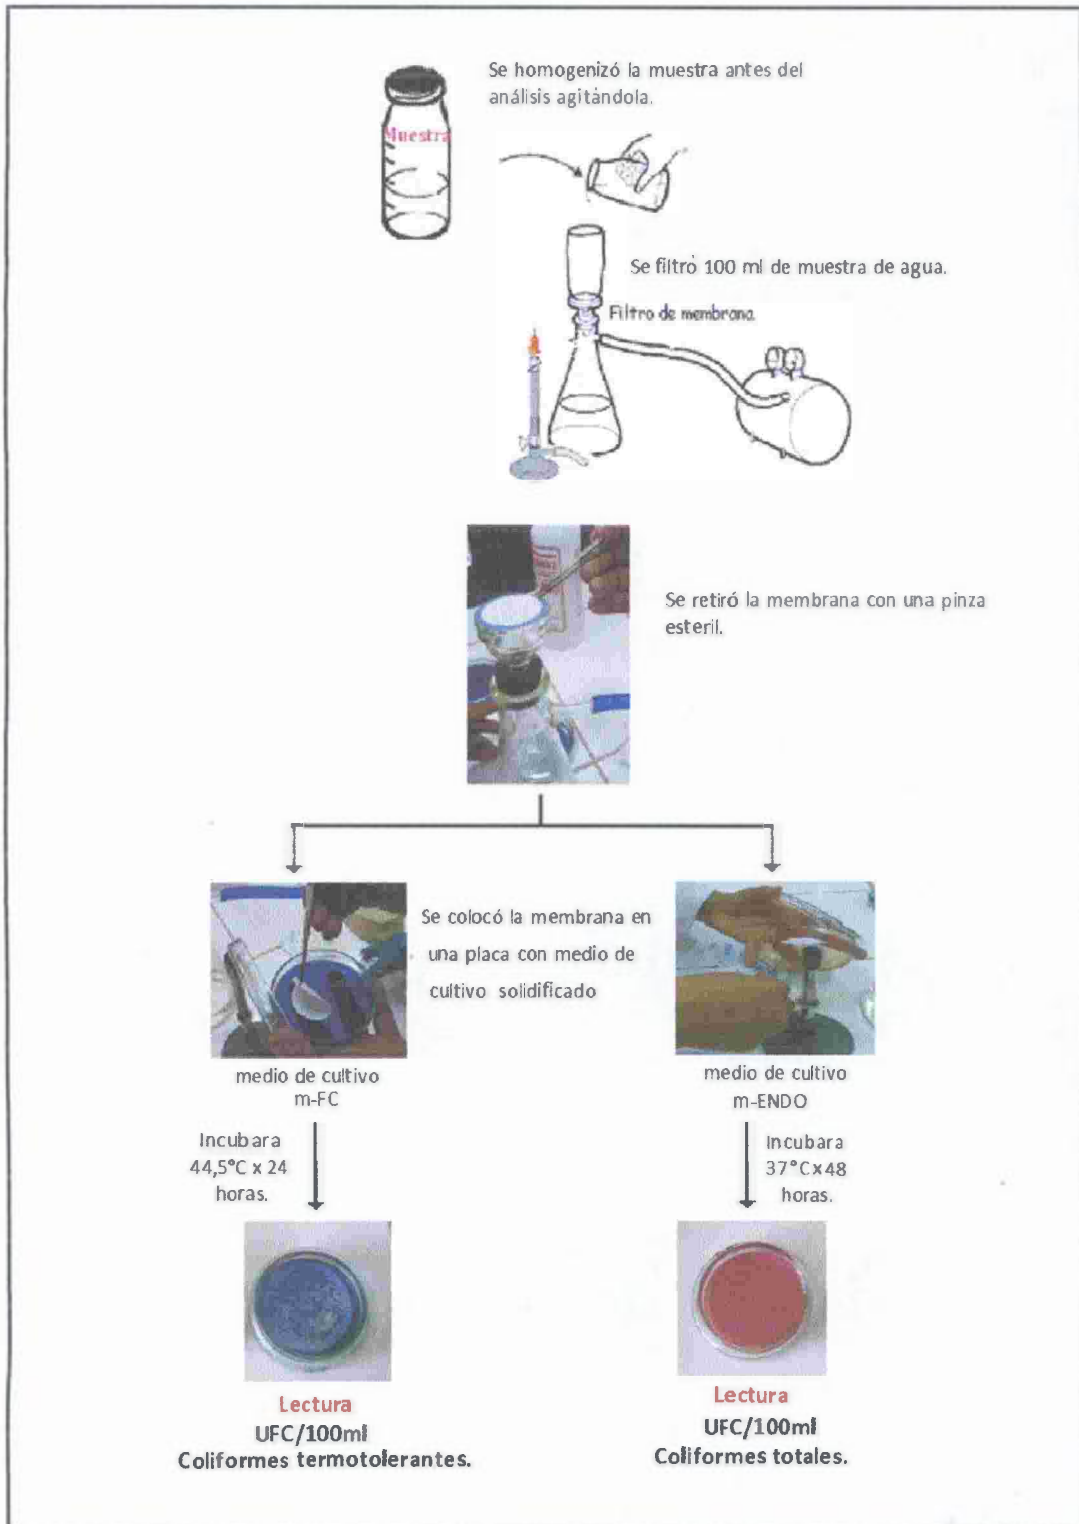 Se homogenizó la muestra antes del
análisis agitándola.
Muestra
Se filtró 100 ml de muestra de agua.
Filtro de membrana
Se retiró la membrana con una pinza
esteril.
Se colocó la membrana en
una placa con medio de
cultivo solidificado
medio de cultivo
m-FC
medio de cultivo
m-ENDO
Incubar a
44,5°C x 24
horas.
Incubar a
37°C x 48
horas.
Lectura
UFC/100ml
Coliformes termotolerantes.
Lectura
UFC/100ml
Coliformes totales.